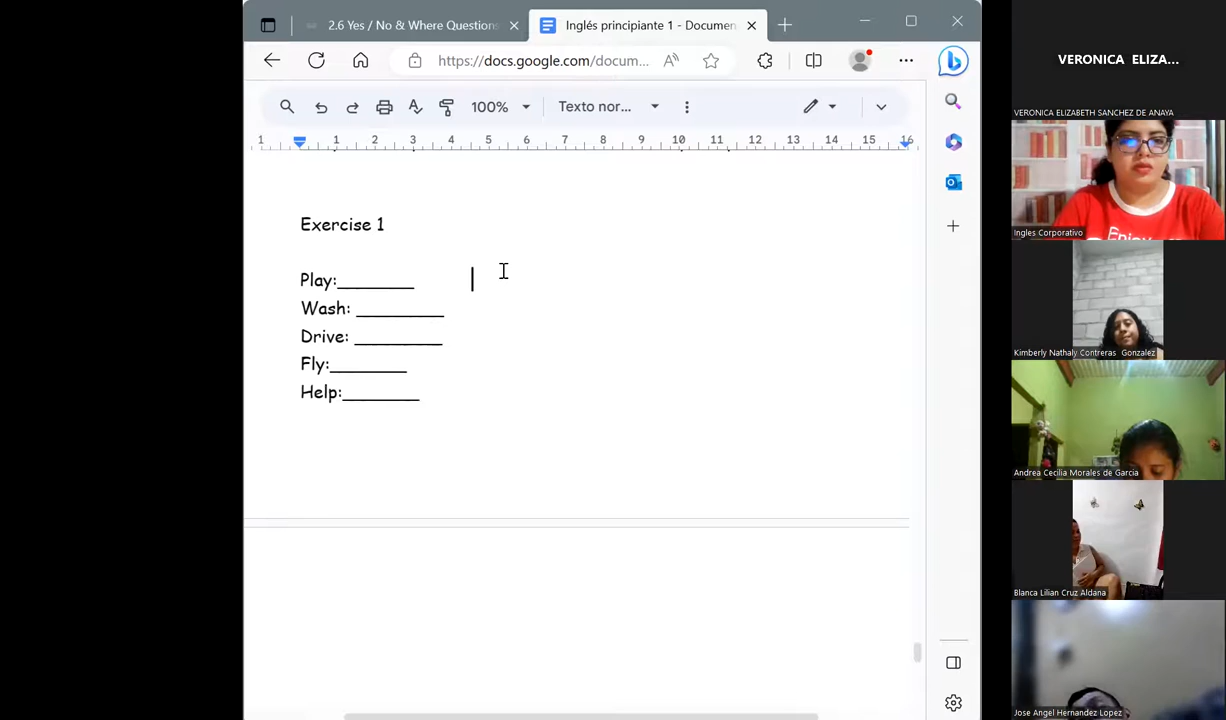 2.6 Yes / No & Where Questions
Inglés principiante 1 - Documen
https://docs.google.com/docum...
100%
Texto nor...
1 1 2 3 4 5 6 7 8 9 10 11 12 13 14 15 16
Exercise 1
Play:________
Wash: _________
Drive: _________
Fly:________
Help:________
VERONICA ELIZA...
VERONICA ELIZABETH SANCHEZ DE ANAYA
Enjoy
Ingles Corporativo
Kimberly Nathaly Contreras Gonzalez
Andrea Cecilia Morales de Garcia
Blanca Lilian Cruz Aldana
Jose Angel Hernandez Lopez